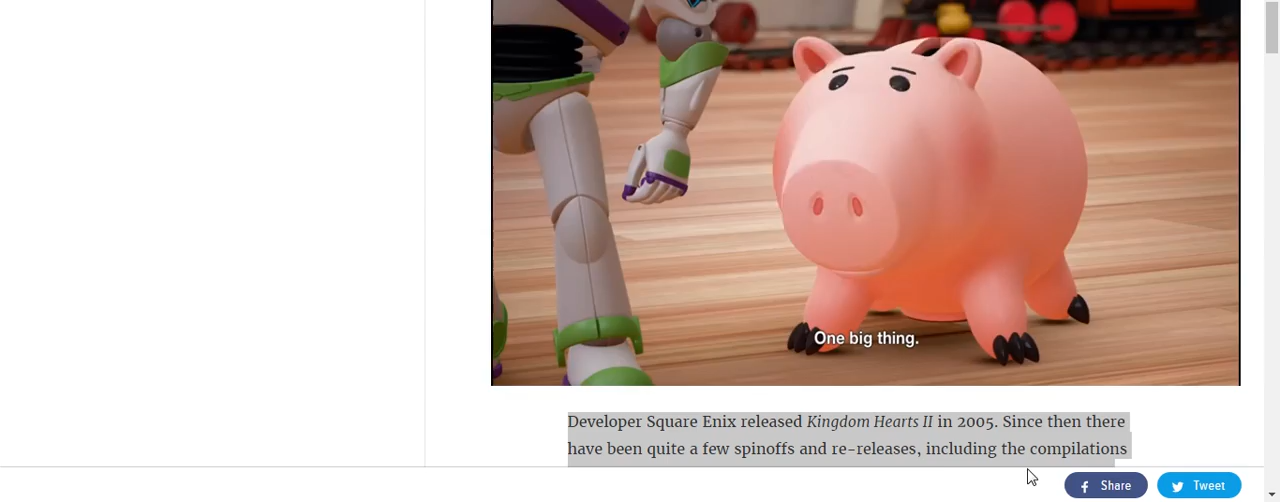 One big thing.
Developer Square Enix released Kingdom Hearts II in 2005. Since then there
have been quite a few spinoffs and re-releases, including the compilations
Share
Tweet